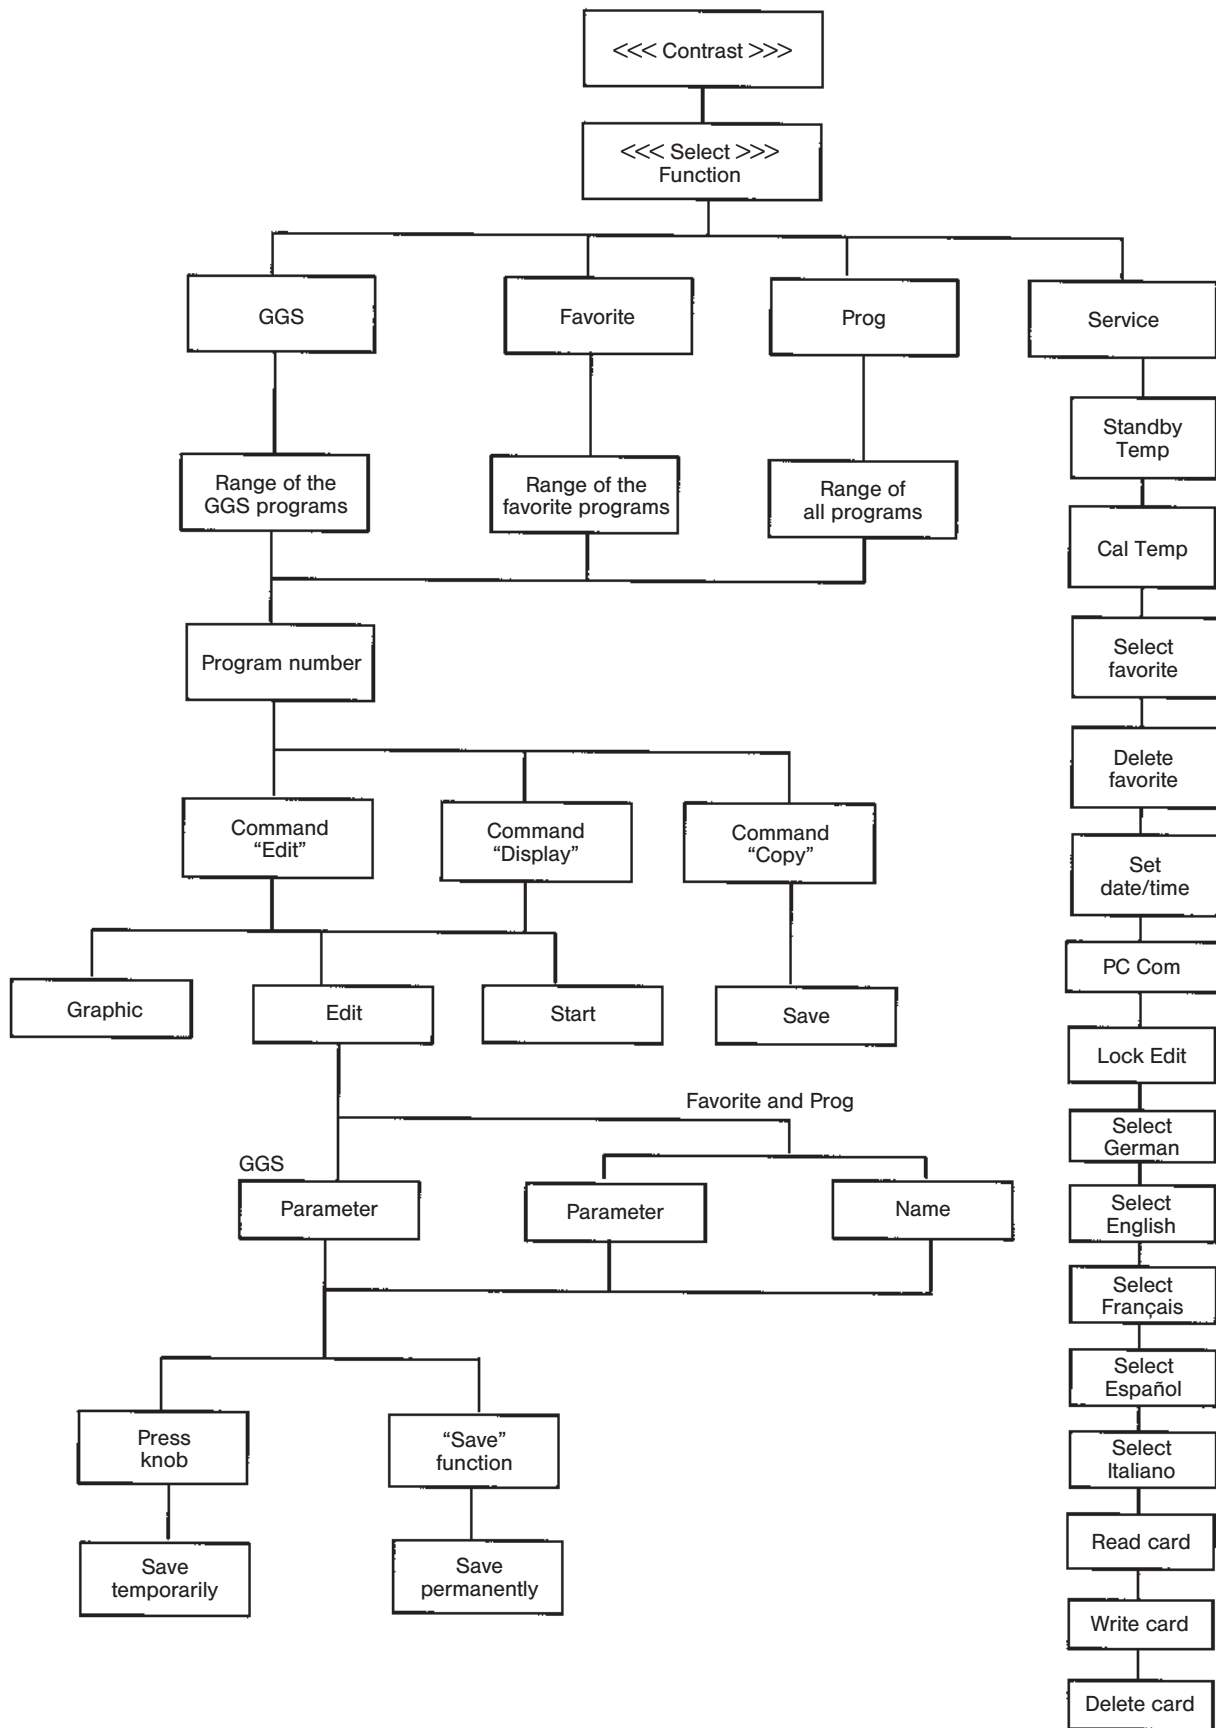 <<< Contrast >>>
<<< Select >>>
Function
GGS
Favorite
Prog
Service
Range of the
GGS programs
Range of the
favorite programs
Range of
all programs
Program number
Command
“Edit”
Command
“Display”
Command
“Copy”
Graphic
Edit
Start
Save
Favorite and Prog
GGS
Parameter
Parameter
Name
Press
knob
“Save”
function
Save
temporarily
Save
permanently
Standby
Temp
Cal Temp
Select
favorite
Delete
favorite
Set
date/time
PC Com
Lock Edit
Select
German
Select
English
Select
Français
Select
Español
Select
Italiano
Read card
Write card
Delete card